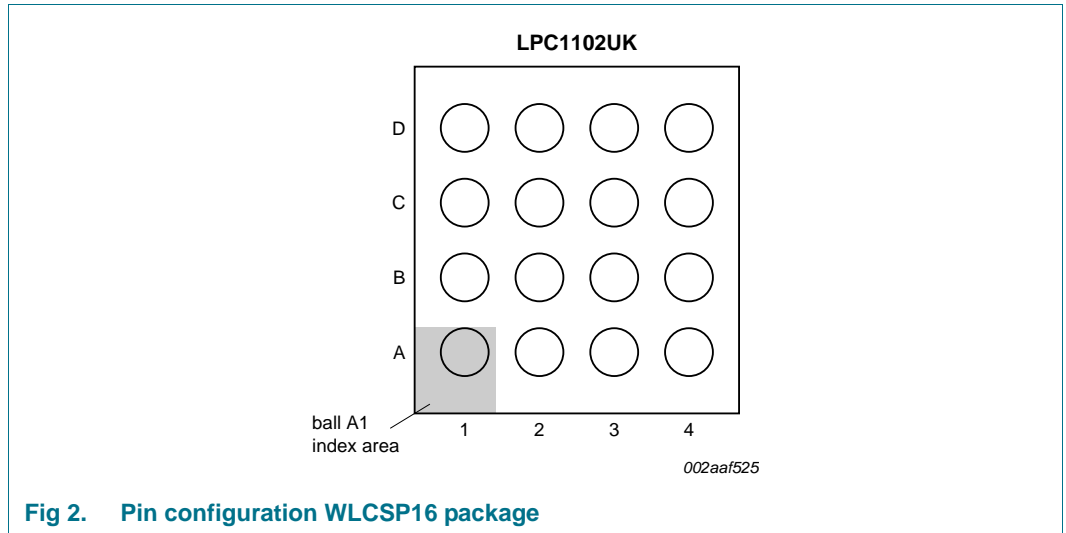 LPC1102UK
D
C
B
A
ball A1
index area
1 2 3 4
002aaf525
Fig 2. Pin configuration WLCSP16 package